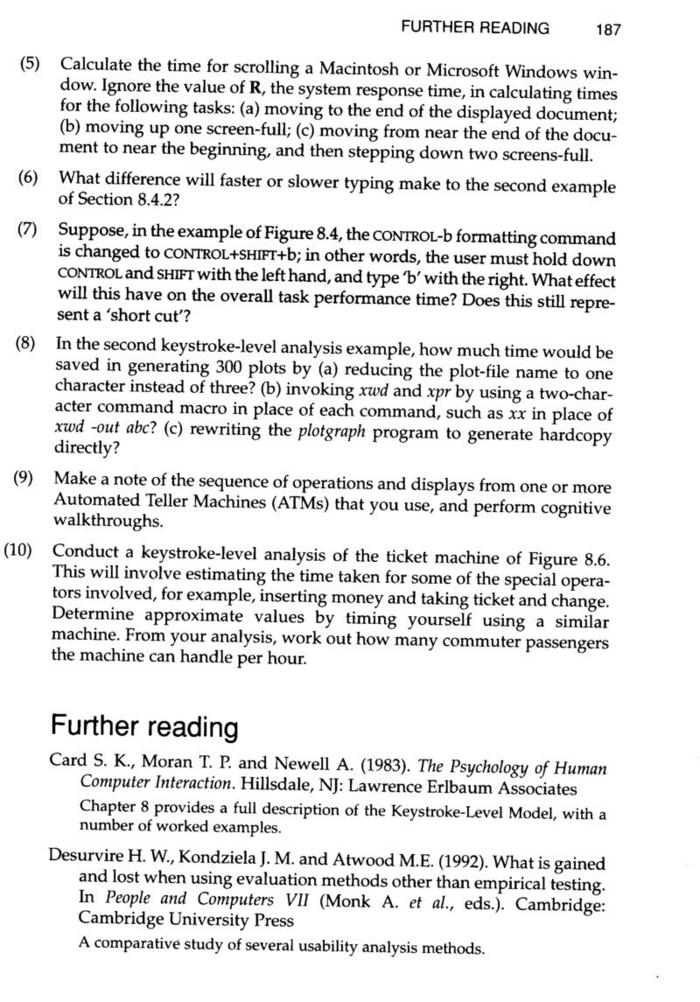 FURTHER READING 187
(5) Calculate the time for scrolling a Macintosh or Microsoft Windows win-
dow. Ignore the value of R, the system response time, in calculating times
for the following tasks: (a) moving to the end of the displayed document;
(b) moving up one screen-full; (c) moving from near the end of the docu-
ment to near the beginning, and then stepping down two screens-full.
(6) What difference will faster or slower typing make to the second example
of Section 8.4.2?
(7) Suppose, in the example of Figure 8.4, the CONTROL-b formatting command
is changed to CONTROL+SHIFT+b; in other words, the user must hold down
CONTROL and SHIFT with the left hand, and type 'b' with the right. What effect
will this have on the overall task performance time? Does this still repre-
sent a 'short cut'?
(8) In the second keystroke-level analysis example, how much time would be
saved in generating 300 plots by (a) reducing the plot-file name to one
character instead of three? (b) invoking xwd and xpr by using a two-char-
acter command macro in place of each command, such as xx in place of
xwd -out abc? (c) rewriting the plotgraph program to generate hardcopy
directly?
(9) Make a note of the sequence of operations and displays from one or more
Automated Teller Machines (ATMs) that you use, and perform cognitive
walkthroughs.
(10) Conduct a keystroke-level analysis of the ticket machine of Figure 8.6.
This will involve estimating the time taken for some of the special opera-
tors involved, for example, inserting money and taking ticket and change.
Determine approximate values by timing yourself using a similar
machine. From your analysis, work out how many commuter passengers
the machine can handle per hour.
Further reading
Card S. K., Moran T. P. and Newell A. (1983). The Psychology of Human
Computer Interaction. Hillsdale, NJ: Lawrence Erlbaum Associates
Chapter 8 provides a full description of the Keystroke-Level Model, with a
number of worked examples.
Desurvire H. W., Kondziela J. M. and Atwood M.E. (1992). What is gained
and lost when using evaluation methods other than empirical testing.
In People and Computers VII (Monk A. et al., eds.). Cambridge:
Cambridge University Press
A comparative study of several usability analysis methods.